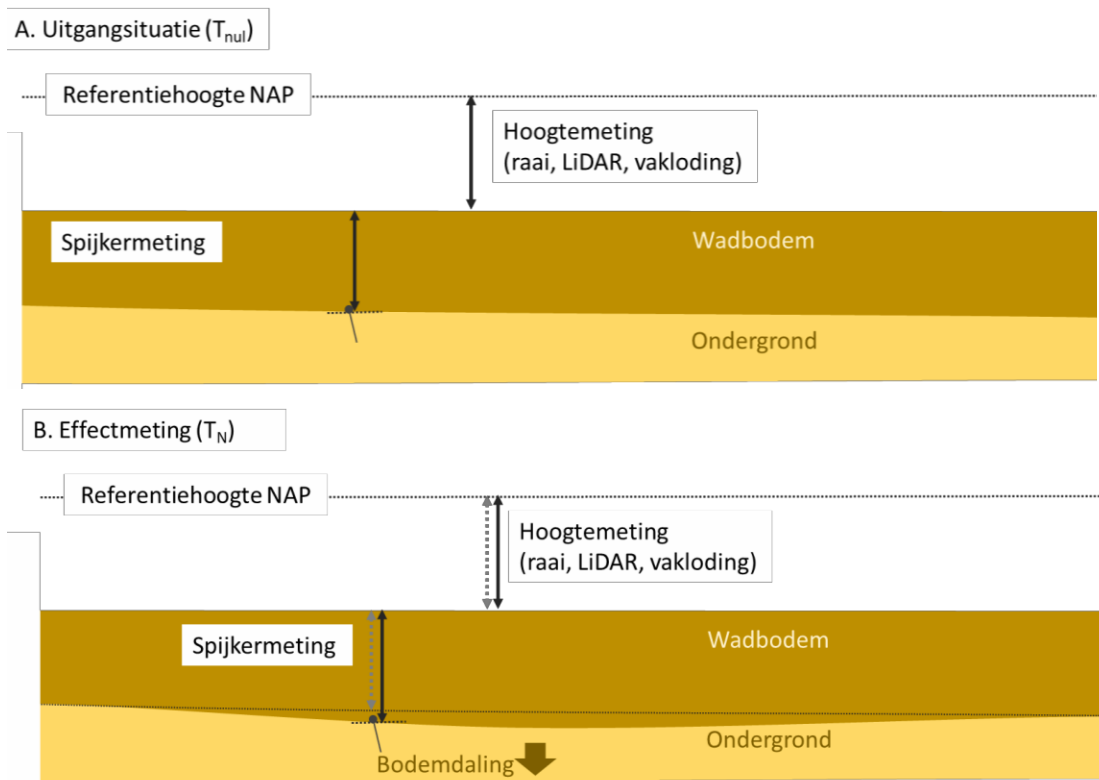 A. Uitgangsituatie (Tnul)
Referentiehoogte NAP
Hoogtemeting
(raai, LiDAR, vakloding)
Spijkermeting
Wadbodem
Ondergrond
B. Effectmeting (TN)
Referentiehoogte NAP
Hoogtemeting
(raai, LiDAR, vakloding)
Spijkermeting
Wadbodem
Ondergrond
Bodemdaling